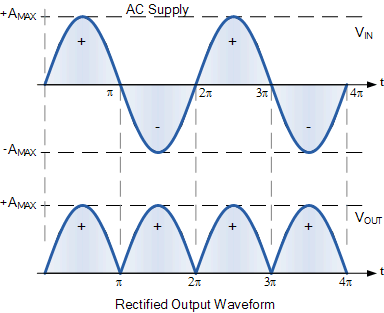 AC Supply
+AMAX
VIN
+ +
t
π 2π 3π 4π
- -
-AMAX
+AMAX
VOUT
+ + + +
t
π 2π 3π 4π
Rectified Output Waveform